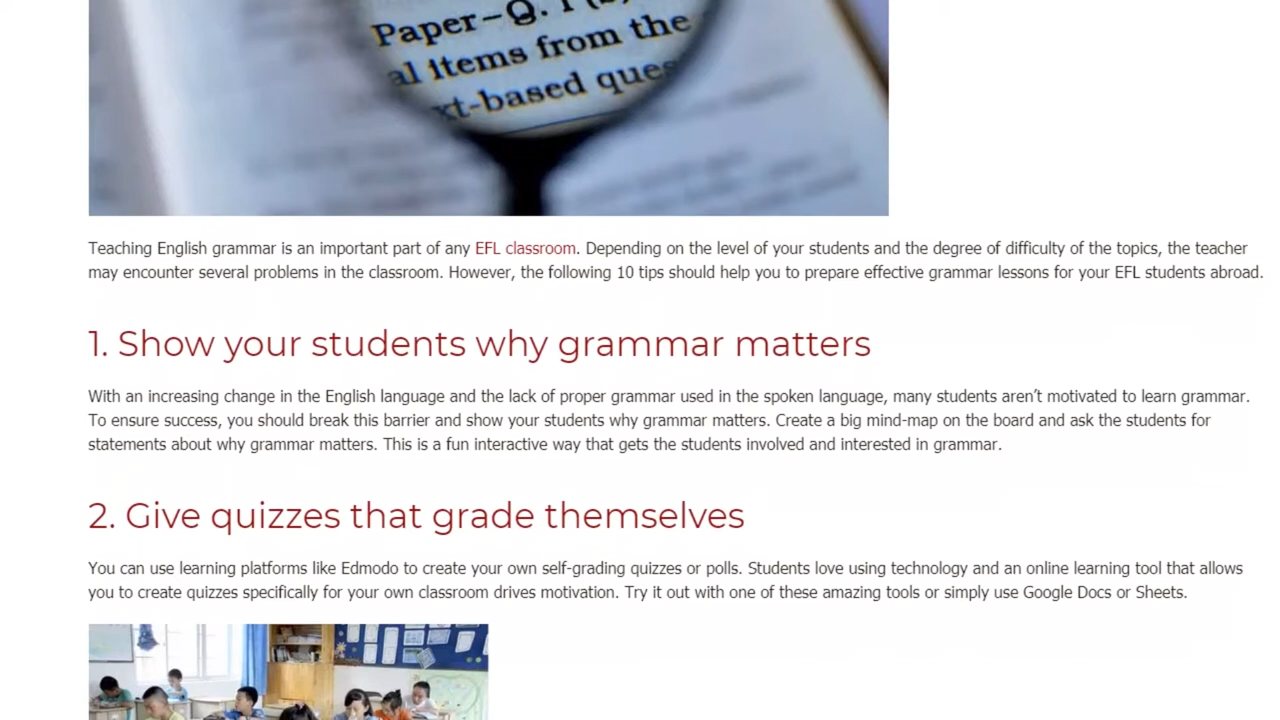 Paper–Q. 1
al items from the
xt-based ques
Teaching English grammar is an important part of any EFL classroom. Depending on the level of your students and the degree of difficulty of the topics, the teacher
may encounter several problems in the classroom. However, the following 10 tips should help you to prepare effective grammar lessons for your EFL students abroad.
1. Show your students why grammar matters
With an increasing change in the English language and the lack of proper grammar used in the spoken language, many students aren’t motivated to learn grammar.
To ensure success, you should break this barrier and show your students why grammar matters. Create a big mind-map on the board and ask the students for
statements about why grammar matters. This is a fun interactive way that gets the students involved and interested in grammar.
2. Give quizzes that grade themselves
You can use learning platforms like Edmodo to create your own self-grading quizzes or polls. Students love using technology and an online learning tool that allows
you to create quizzes specifically for your own classroom drives motivation. Try it out with one of these amazing tools or simply use Google Docs or Sheets.